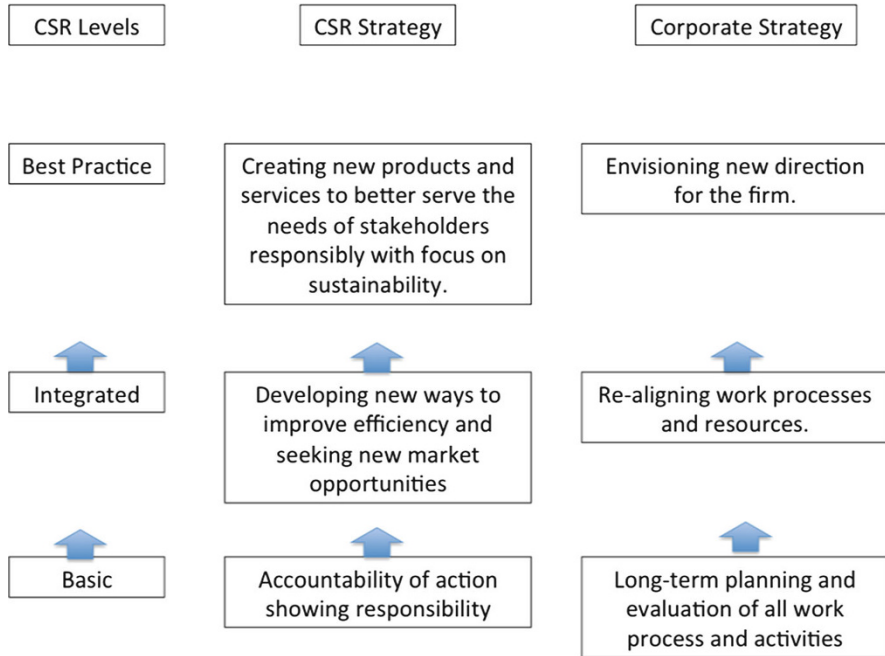 CSR Levels
CSR Strategy
Corporate Strategy
Best Practice
Creating new products and
services to better serve the
needs of stakeholders
responsibly with focus on
sustainability.
Envisioning new direction
for the firm.
Integrated
Developing new ways to
improve efficiency and
seeking new market
opportunities
Re-aligning work processes
and resources.
Basic
Accountability of action
showing responsibility
Long-term planning and
evaluation of all work
process and activities